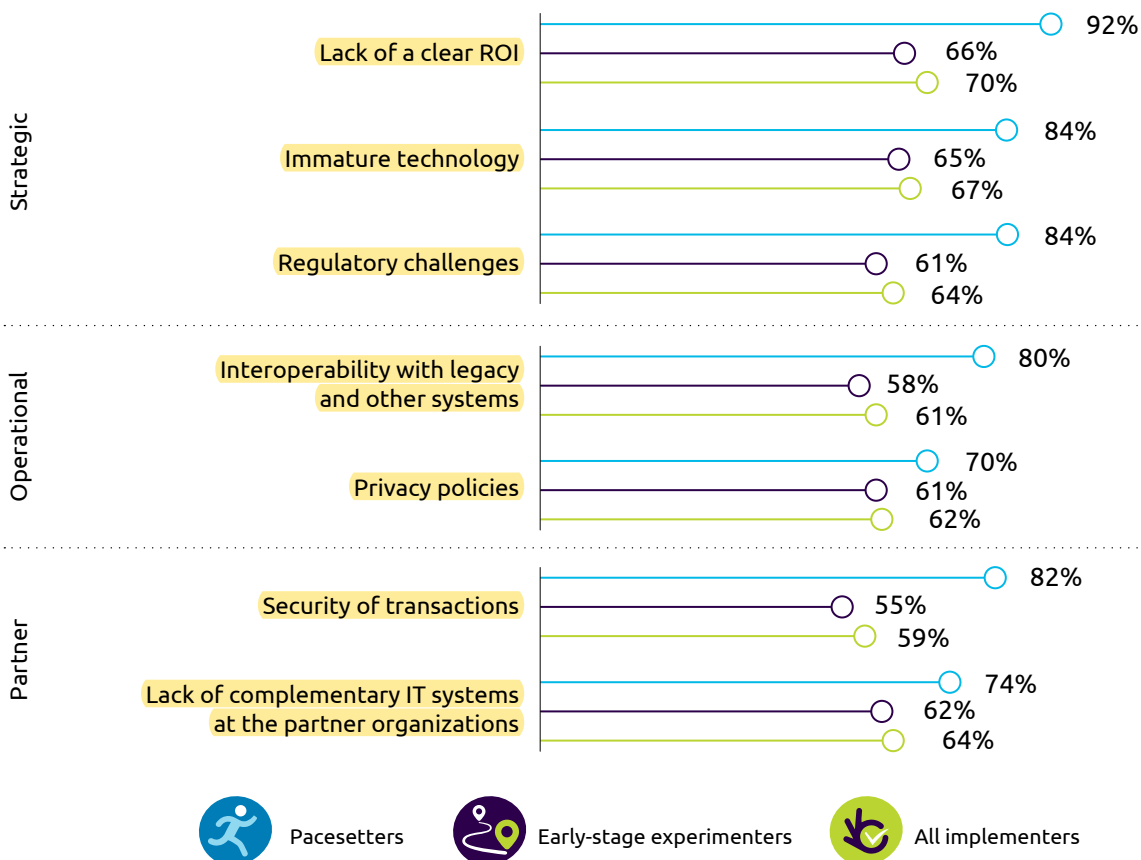 Strategic
Lack of a clear ROI
92%
66%
70%
Immature technology
84%
65%
67%
Regulatory challenges
84%
61%
64%
Operational
Interoperability with legacy
and other systems
80%
58%
61%
Privacy policies
70%
61%
62%
Partner
Security of transactions
82%
55%
59%
Lack of complementary IT systems
at the partner organizations
74%
62%
64%
Pacesetters
Early-stage experimenters
All implementers